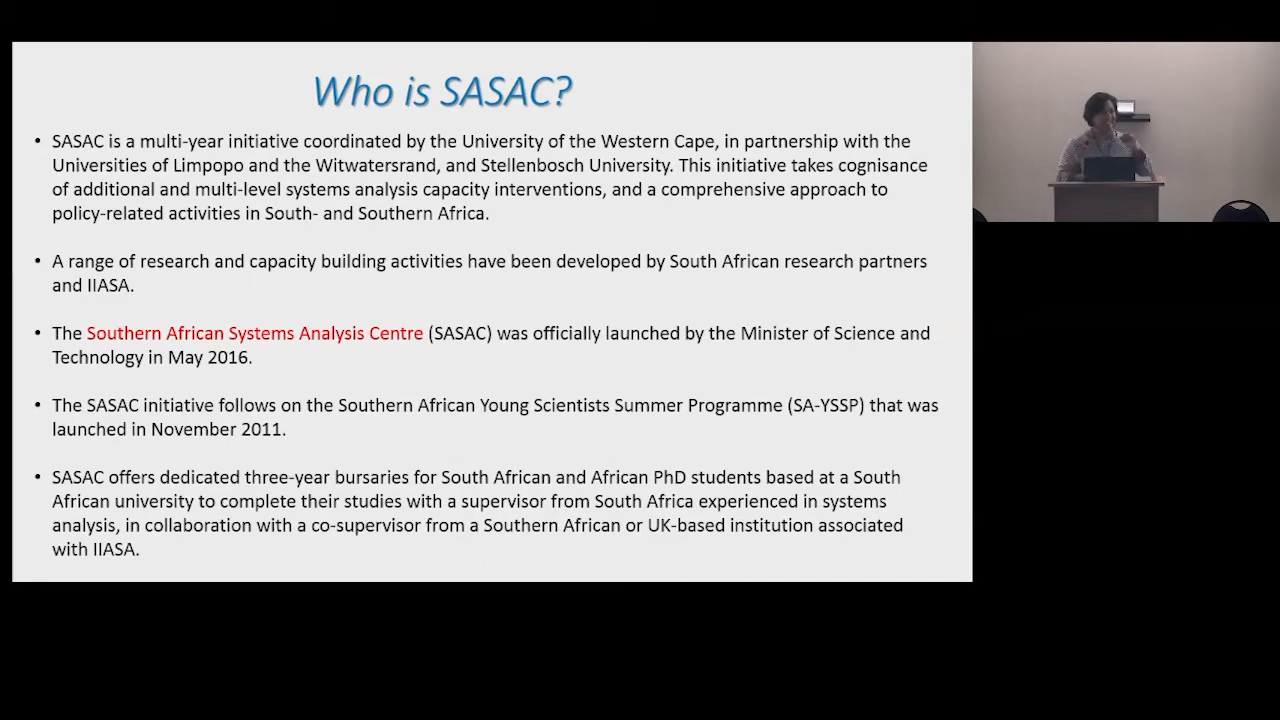 Who is SASAC?
• SASAC is a multi-year initiative coordinated by the University of the Western Cape, in partnership with the
Universities of Limpopo and the Witwatersrand, and Stellenbosch University. This initiative takes cognisance
of additional and multi-level systems analysis capacity interventions, and a comprehensive approach to
policy-related activities in South- and Southern Africa.
• A range of research and capacity building activities have been developed by South African research partners
and IIASA.
• The Southern African Systems Analysis Centre (SASAC) was officially launched by the Minister of Science and
Technology in May 2016.
• The SASAC initiative follows on the Southern African Young Scientists Summer Programme (SA-YSSP) that was
launched in November 2011.
• SASAC offers dedicated three-year bursaries for South African and African PhD students based at a South
African university to complete their studies with a supervisor from South Africa experienced in systems
analysis, in collaboration with a co-supervisor from a Southern African or UK-based institution associated
with IIASA.